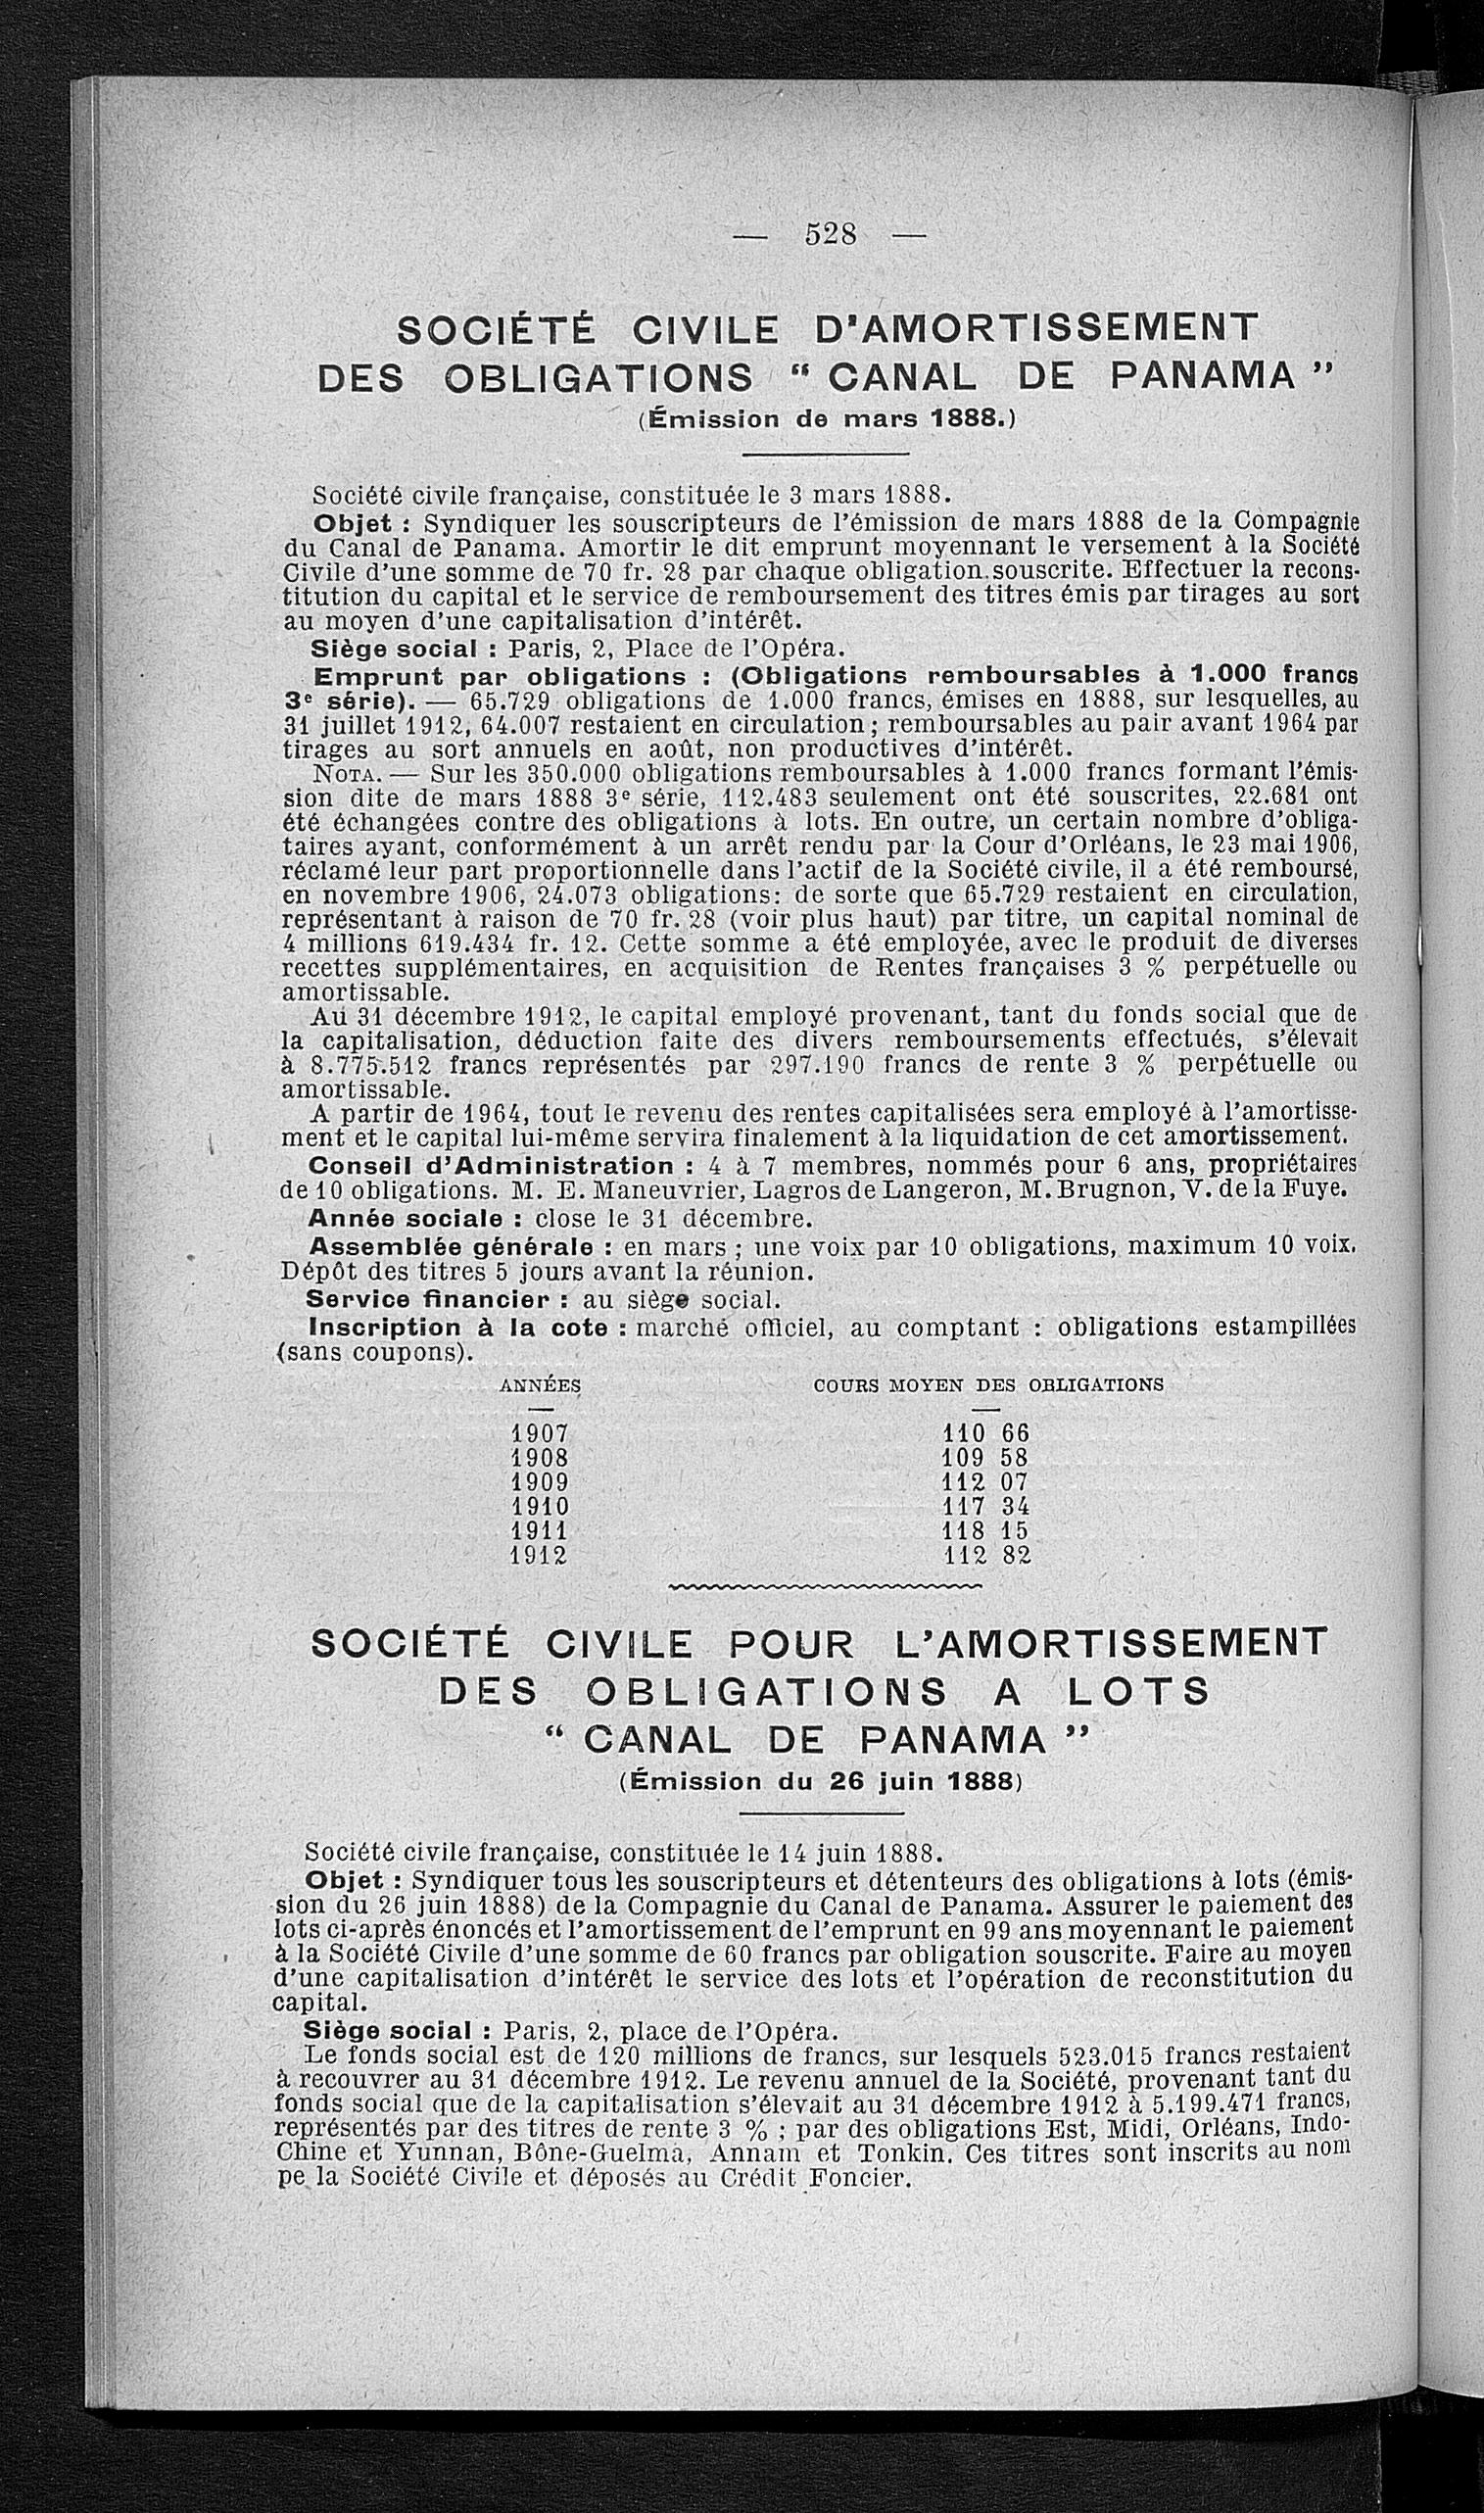 — 528 —
SOCIÉTÉ CIVILE D'AMORTISSEMENT
DES OBLIGATIONS “ CANAL DE PANAMA ”
(Émission de mars 1888.)
Société civile française, constituée le 3 mars 1888.
Objet : Syndiquer les souscripteurs de l'émission de mars 1888 de la Compagnie
du Canal de Panama. Amortir le dit emprunt moyennant le versement à la Société
Civile d'une somme de 70 fr. 28 par chaque obligation souscrite. Effectuer la recons-
titution du capital et le service de remboursement des titres émis par tirages au sort
au moyen d'une capitalisation d'intérêt.
Siège social : Paris, 2, Place de l'Opéra.
Emprunt par obligations : (Obligations remboursables à 1.000 francs
3e série). — 65.729 obligations de 1.000 francs, émises en 1888, sur lesquelles, au
31 juillet 1912, 64.007 restaient en circulation; remboursables au pair avant 1964 par
tirages au sort annuels en août, non productives d'intérêt.
NOTA. — Sur les 350.000 obligations remboursables à 1.000 francs formant l'émis-
sion dite de mars 1888 3e série, 112.483 seulement ont été souscrites, 22.681 ont
été échangées contre des obligations à lots. En outre, un certain nombre d'obliga-
taires ayant, conformément à un arrêt rendu par la Cour d'Orléans, le 23 mai 1906,
réclamé leur part proportionnelle dans l'actif de la Société civile, il a été remboursé,
en novembre 1906, 24.073 obligations: de sorte que 65.729 restaient en circulation,
représentant à raison de 70 fr. 28 (voir plus haut) par titre, un capital nominal de
4 millions 619.434 fr. 12. Cette somme a été employée, avec le produit de diverses
recettes supplémentaires, en acquisition de Rentes françaises 3 % perpétuelle ou
amortissable.
Au 31 décembre 1912, le capital employé provenant, tant du fonds social que de
la capitalisation, déduction faite des divers remboursements effectués, s'élevait
à 8.775.512 francs représentés par 297.190 francs de rente 3 % perpétuelle ou
amortissable.
A partir de 1964, tout le revenu des rentes capitalisées sera employé à l'amortisse-
ment et le capital lui-même servira finalement à la liquidation de cet amortissement.
Conseil d'Administration : 4 à 7 membres, nommés pour 6 ans, propriétaires
de 10 obligations. M. E. Maneuvrier, Lagros de Langeron, M. Brugnon, V. de la Fuye.
Année sociale : close le 31 décembre.
Assemblée générale : en mars ; une voix par 10 obligations, maximum 10 voix.
Dépôt des titres 5 jours avant la réunion.
Service financier : au siège social.
Inscription à la cote : marché officiel, au comptant : obligations estampillées
(sans coupons).
ANNÉES COURS MOYEN DES OBLIGATIONS
— —
1907 110 66
1908 109 58
1909 112 07
1910 117 34
1911 118 15
1912 112 82
SOCIÉTÉ CIVILE POUR L'AMORTISSEMENT
DES OBLIGATIONS A LOTS
“ CANAL DE PANAMA ”
(Émission du 26 juin 1888)
Société civile française, constituée le 14 juin 1888.
Objet : Syndiquer tous les souscripteurs et détenteurs des obligations à lots (émis-
sion du 26 juin 1888) de la Compagnie du Canal de Panama. Assurer le paiement des
lots ci-après énoncés et l'amortissement de l'emprunt en 99 ans moyennant le paiement
à la Société Civile d'une somme de 60 francs par obligation souscrite. Faire au moyen
d'une capitalisation d'intérêt le service des lots et l'opération de reconstitution du
capital.
Siège social : Paris, 2, place de l'Opéra.
Le fonds social est de 120 millions de francs, sur lesquels 523.015 francs restaient
à recouvrer au 31 décembre 1912. Le revenu annuel de la Société, provenant tant du
fonds social que de la capitalisation s'élevait au 31 décembre 1912 à 5.199.471 francs,
représentés par des titres de rente 3 % ; par des obligations Est, Midi, Orléans, Indo-
Chine et Yunnan, Bône-Guelma, Annam et Tonkin. Ces titres sont inscrits au nom
pe la Société Civile et déposés au Crédit Foncier.